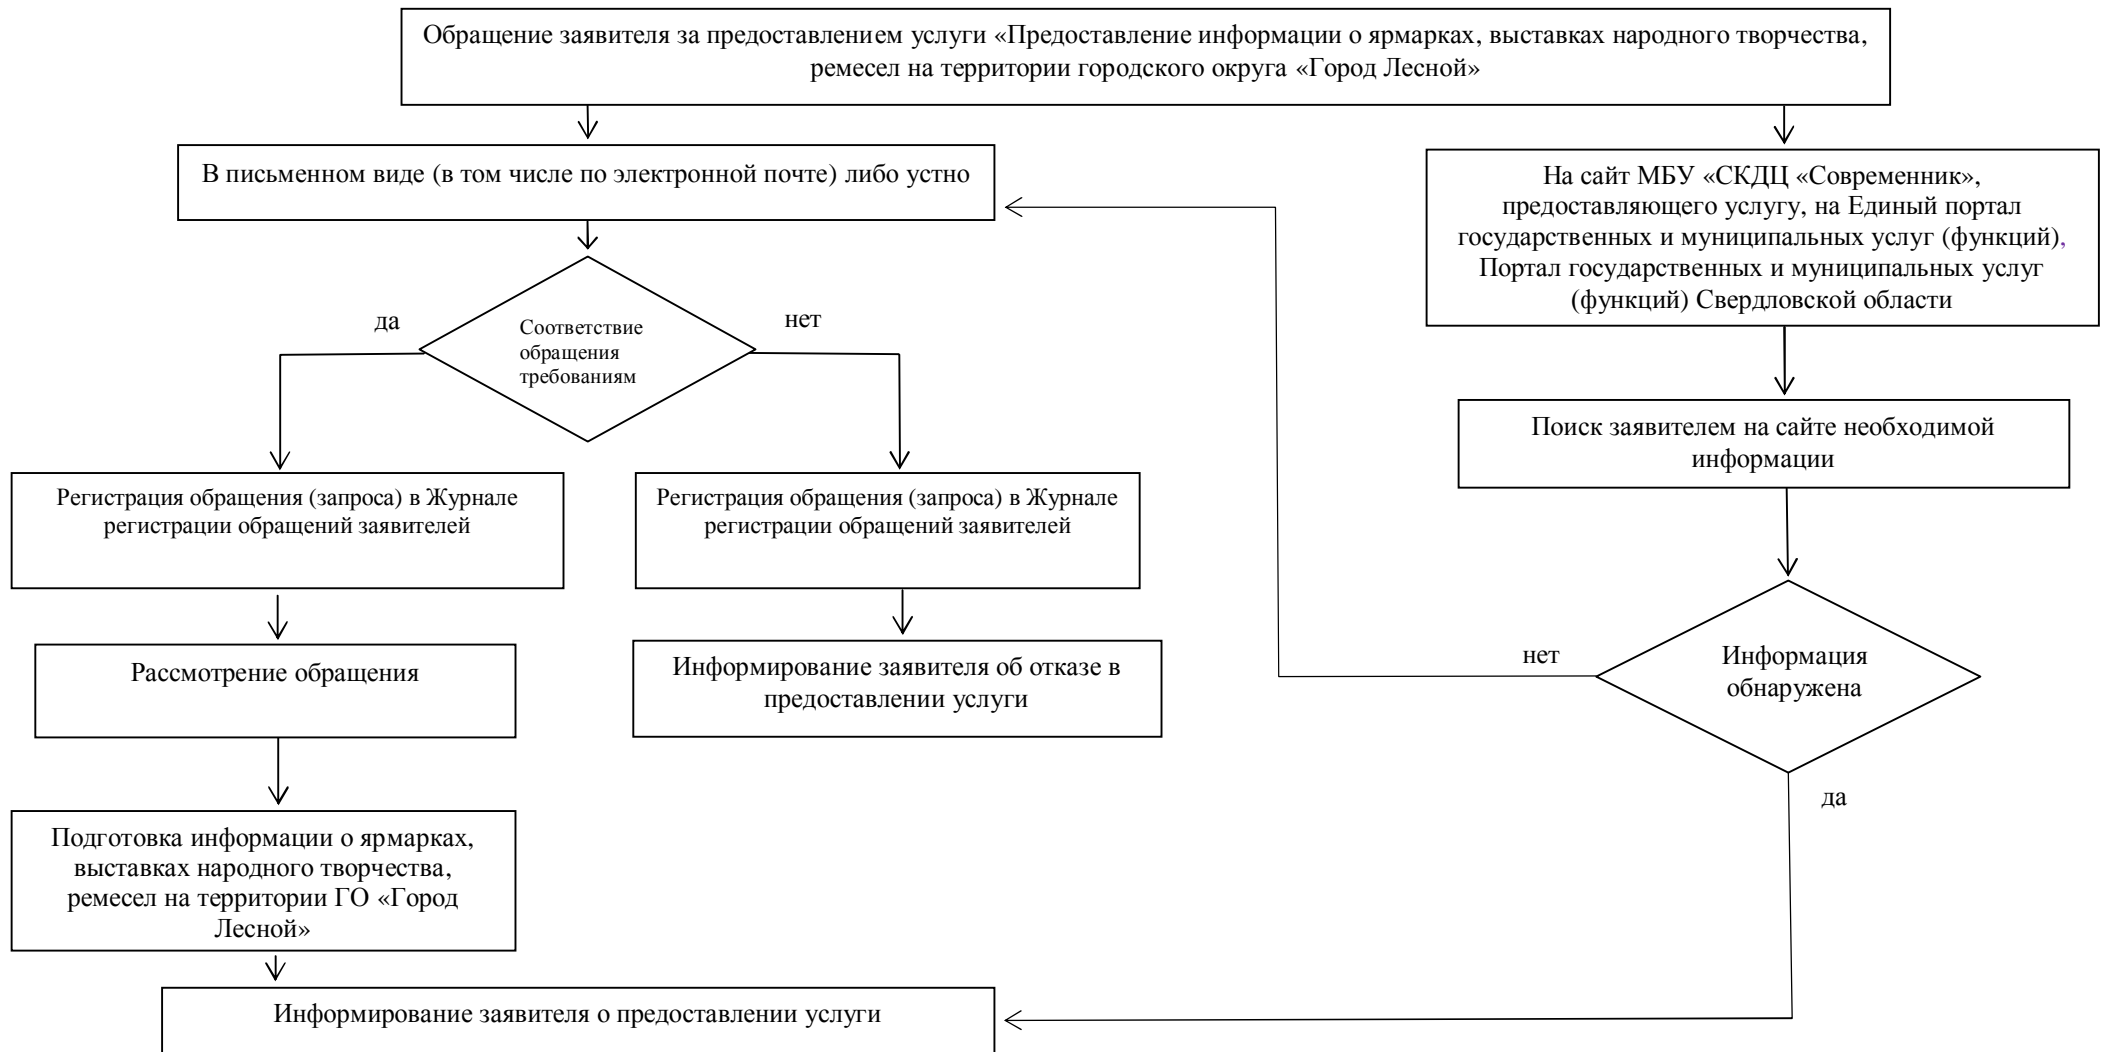 Обращение заявителя за предоставлением услуги «Предоставление информации о ярмарках, выставках народного творчества,
ремесел на территории городского округа «Город Лесной»
В письменном виде (в том числе по электронной почте) либо устно
На сайт МБУ «СКДЦ «Современник»,
предоставляющего услугу, на Единый портал
государственных и муниципальных услуг (функций),
Портал государственных и муниципальных услуг
(функций) Свердловской области
да
нет
Соответствие
обращения
требованиям
Поиск заявителем на сайте необходимой
информации
Регистрация обращения (запроса) в Журнале
регистрации обращений заявителей
Регистрация обращения (запроса) в Журнале
регистрации обращений заявителей
Рассмотрение обращения
Информирование заявителя об отказе в
предоставлении услуги
нет
Информация
обнаружена
да
Подготовка информации о ярмарках,
выставках народного творчества,
ремесел на территории ГО «Город
Лесной»
Информирование заявителя о предоставлении услуги